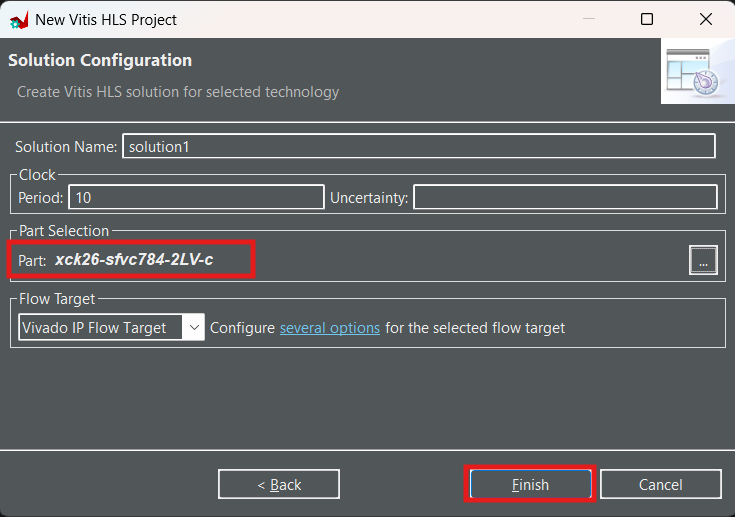 New Vitis HLS Project
Solution Configuration
Create Vitis HLS solution for selected technology
Solution Name: solution1
Clock
Period: 10 Uncertainty:
Part Selection
Part: xck26-sfvc784-2LV-c ...
Flow Target
Vivado IP Flow Target Configure several options for the selected flow target
< Back Finish Cancel